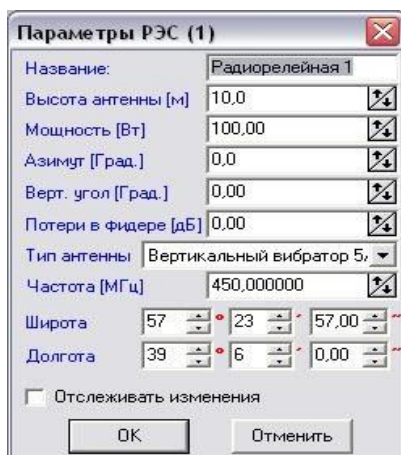 Параметры РЭС (1)
Название: Радиорелейная 1
Высота антенны [м] 10,0
Мощность [Вт] 100,00
Азимут [Град.] 0,0
Верт. угол [Град.] 0,00
Потери в фидере [дБ] 0,00
Тип антенны Вертикальный вибратор 5/
Частота [МГц] 450,000000
Широта 57 ° 23 ′ 57,00 ″
Долгота 39 ° 6 ′ 0,00 ″
Отслеживать изменения
OK Отменить